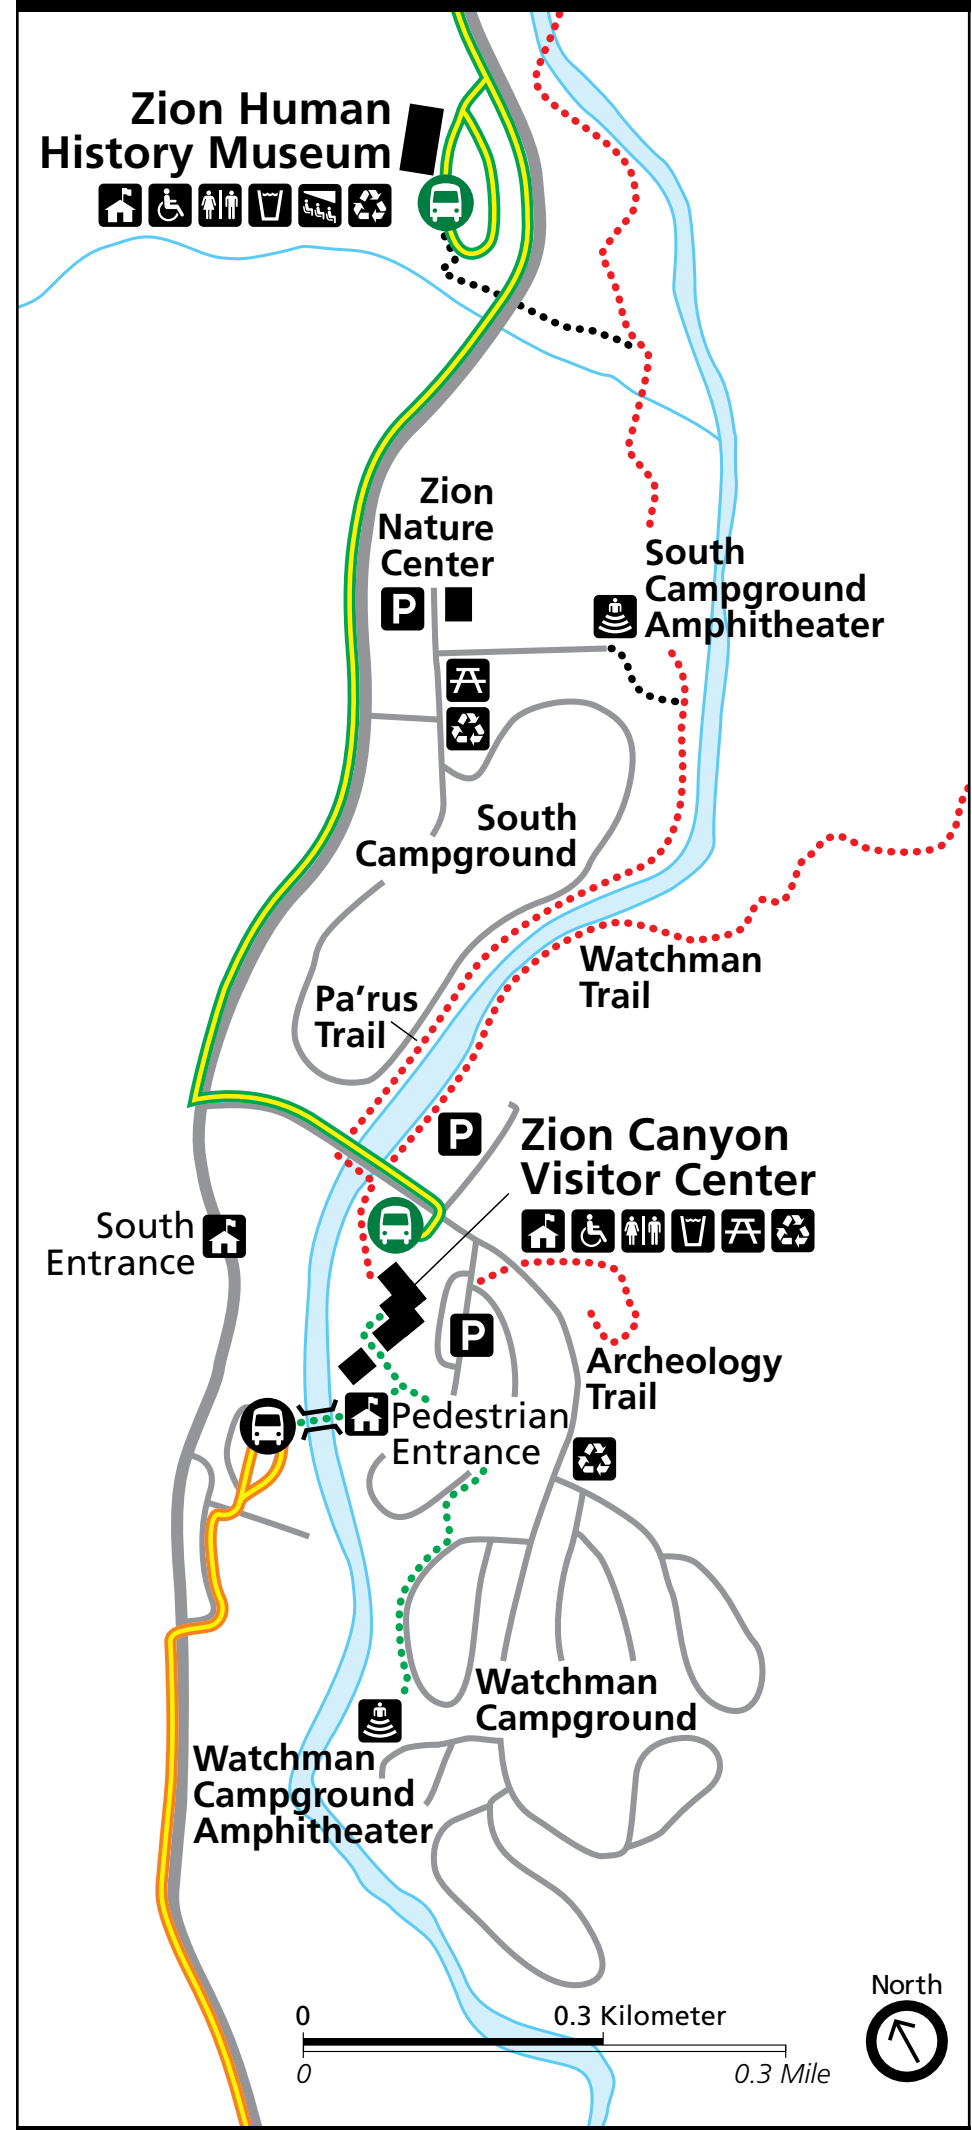 Zion Human
History Museum
Zion
Nature
Center
P
South
Campground
Amphitheater
South
Campground
Watchman
Trail
Pa’rus
Trail
P
Zion Canyon
Visitor Center
South
Entrance
P
Archeology
Trail
Pedestrian
Entrance
Watchman
Campground
Watchman
Campground
Amphitheater
North
0
0.3 Kilometer
0
0.3 Mile